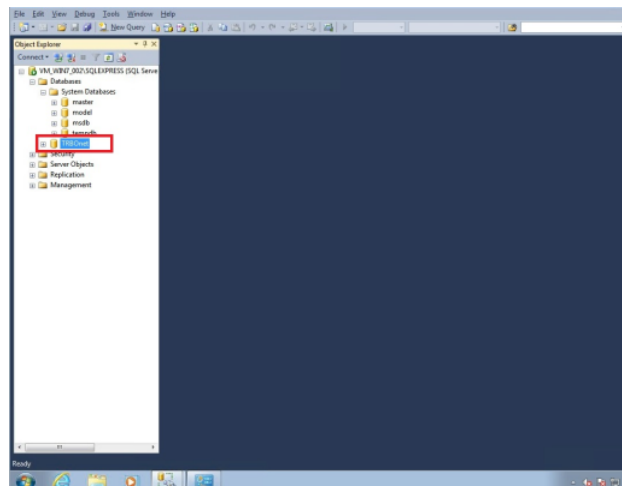 File Edit View Debug Tools Window Help
New Query
Object Explorer
Connect
VM_WIN7_002\SQLEXPRESS (SQL Serve
Databases
System Databases
master
model
msdb
tempdb
TRBOnet
Security
Server Objects
Replication
Management
Ready